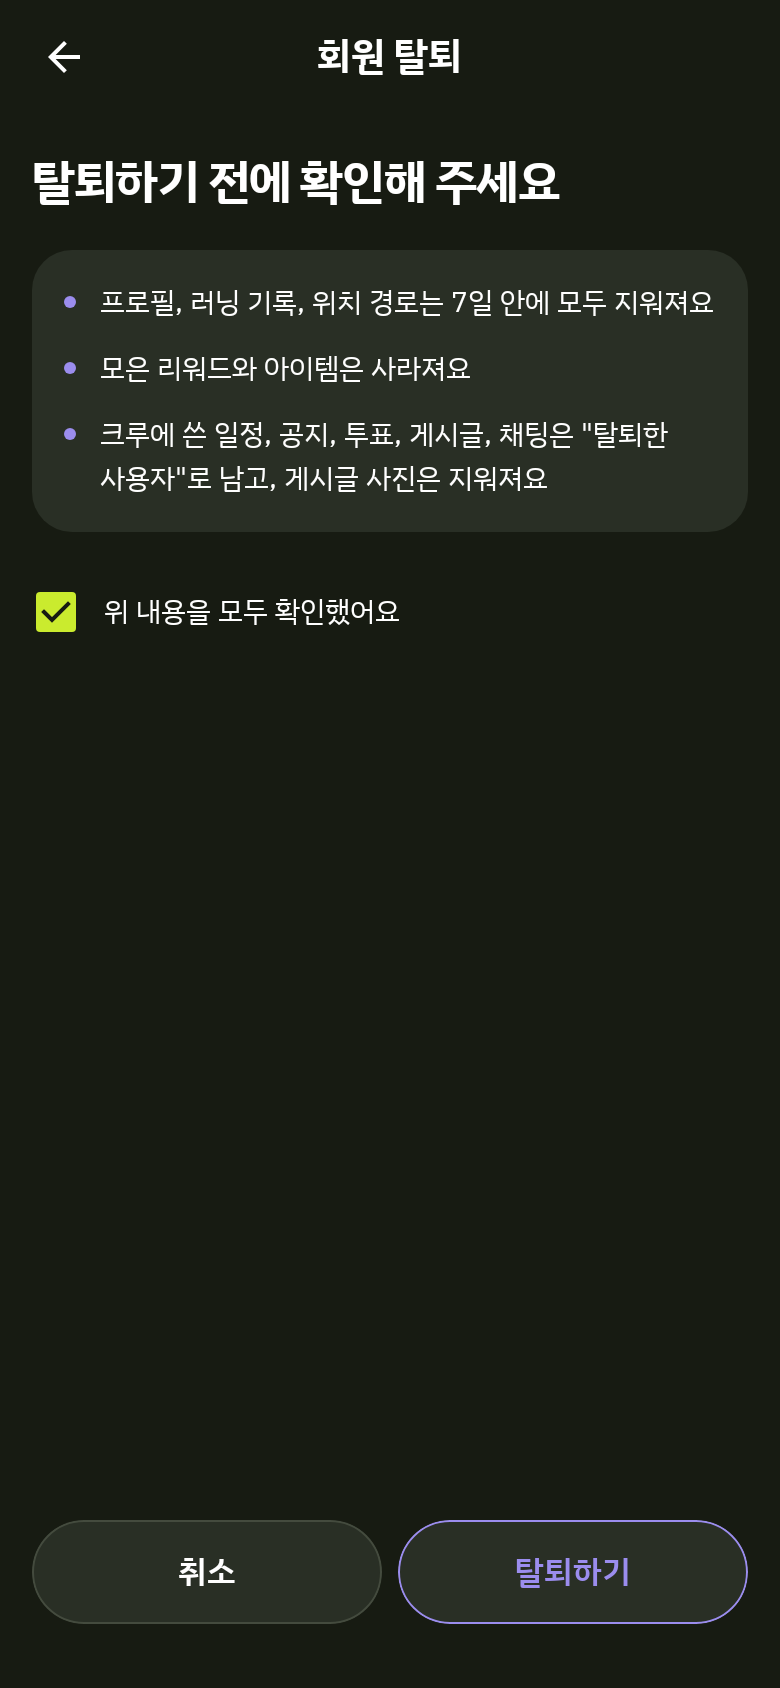 회원 탈퇴
탈퇴하기 전에 확인해 주세요
프로필, 러닝 기록, 위치 경로는 7일 안에 모두 지워져요
모은 리워드와 아이템은 사라져요
크루에 쓴 일정, 공지, 투표, 게시글, 채팅은 "탈퇴한
사용자"로 남고, 게시글 사진은 지워져요
위 내용을 모두 확인했어요
취소
탈퇴하기